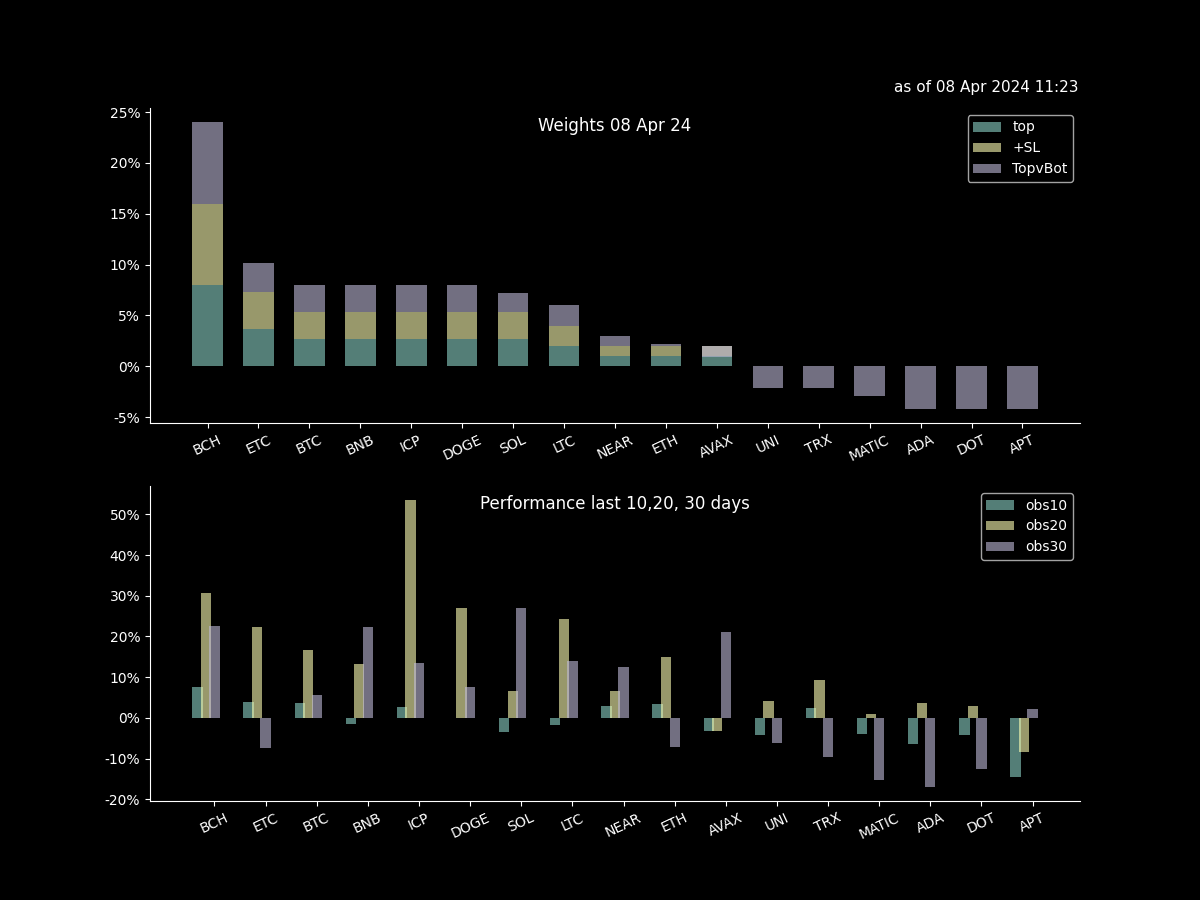 as of 08 Apr 2024 11:23
Weights 08 Apr 24
25%
20%
15%
10%
5%
0%
-5%
top
+SL
TopvBot
BCH ETC BTC BNB ICP DOGE SOL LTC NEAR ETH AVAX UNI TRX MATIC ADA DOT APT
Performance last 10,20, 30 days
50%
40%
30%
20%
10%
0%
-10%
-20%
obs10
obs20
obs30
BCH ETC BTC BNB ICP DOGE SOL LTC NEAR ETH AVAX UNI TRX MATIC ADA DOT APT